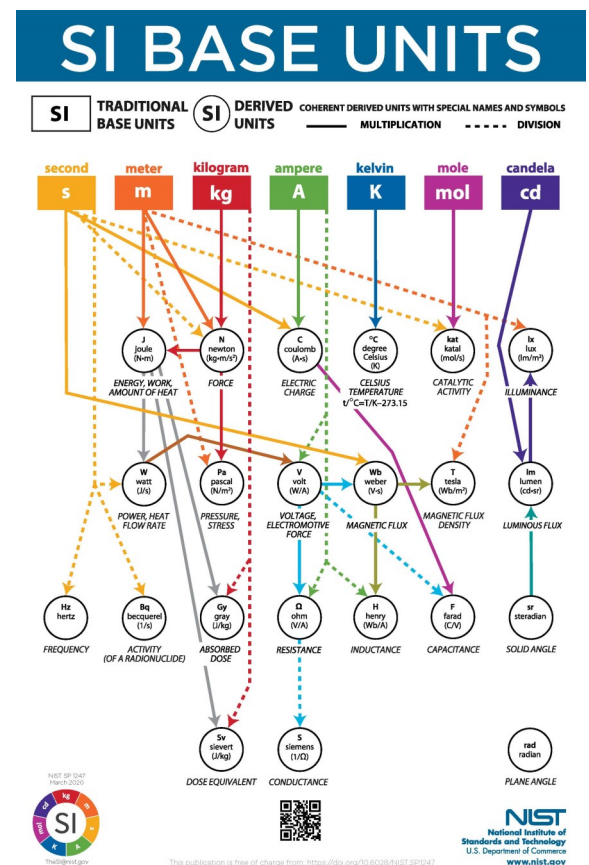 SI BASE UNITS
SI TRADITIONAL BASE UNITS
SI DERIVED UNITS
COHERENT DERIVED UNITS WITH SPECIAL NAMES AND SYMBOLS
MULTIPLICATION
DIVISION
second meter kilogram ampere kelvin mole candela
s m kg A K mol cd
J joule (N•m)
N newton (kg•m/s²)
C coulomb (A•s)
°C degree Celsius (K)
kat katal (mol/s)
lx lux (lm/m²)
ENERGY, WORK, AMOUNT OF HEAT
FORCE
ELECTRIC CHARGE
CELSIUS TEMPERATURE
t/°C=T/K–273.15
CATALYTIC ACTIVITY
ILLUMINANCE
W watt (J/s)
Pa pascal (N/m²)
V volt (W/A)
Wb weber (V•s)
T tesla (Wb/m²)
lm lumen (cd•sr)
POWER, HEAT FLOW RATE
PRESSURE, STRESS
VOLTAGE, ELECTROMOTIVE FORCE
MAGNETIC FLUX
MAGNETIC FLUX DENSITY
LUMINOUS FLUX
Hz hertz
Bq becquerel (1/s)
Gy gray (J/kg)
Ω ohm (V/A)
H henry (Wb/A)
F farad (C/V)
sr steradian
FREQUENCY
ACTIVITY (OF A RADIONUCLIDE)
ABSORBED DOSE
RESISTANCE
INDUCTANCE
CAPACITANCE
SOLID ANGLE
Sv sievert (J/kg)
S siemens (1/Ω)
rad radian
DOSE EQUIVALENT
CONDUCTANCE
PLANE ANGLE
NIST SP 1247
March 2020
kg m s A K mol cd
SI
TheSI@nist.gov
NIST
National Institute of
Standards and Technology
U.S. Department of Commerce
www.nist.gov
This publication is free of charge from: https://doi.org/10.6028/NIST.SP.1247